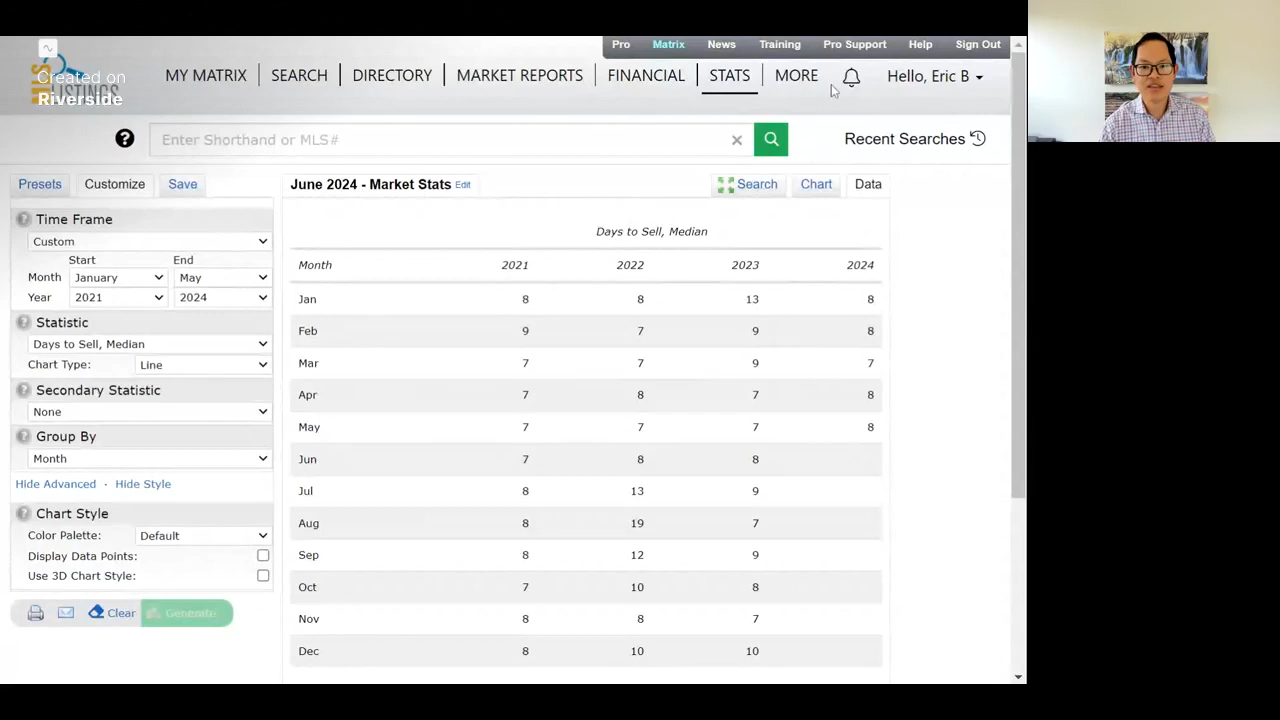 Pro Matrix News Training Pro Support Help Sign Out
MLS LISTINGS
Created on
Riverside
MY MATRIX SEARCH DIRECTORY MARKET REPORTS FINANCIAL STATS MORE Hello, Eric B
? Enter Shorthand or MLS# Recent Searches
Presets Customize Save
June 2024 - Market Stats Edit Search Chart Data
Time Frame
Custom
Start End
Month January May
Year 2021 2024
Statistic
Days to Sell, Median
Chart Type: Line
Secondary Statistic
None
Group By
Month
Hide Advanced · Hide Style
Chart Style
Color Palette: Default
Display Data Points:
Use 3D Chart Style:
Clear Generate
Days to Sell, Median
Month 2021 2022 2023 2024
Jan 8 8 13 8
Feb 9 7 9 8
Mar 7 7 9 7
Apr 7 8 7 8
May 7 7 7 8
Jun 7 8 8
Jul 8 13 9
Aug 8 19 7
Sep 8 12 9
Oct 7 10 8
Nov 8 8 7
Dec 8 10 10